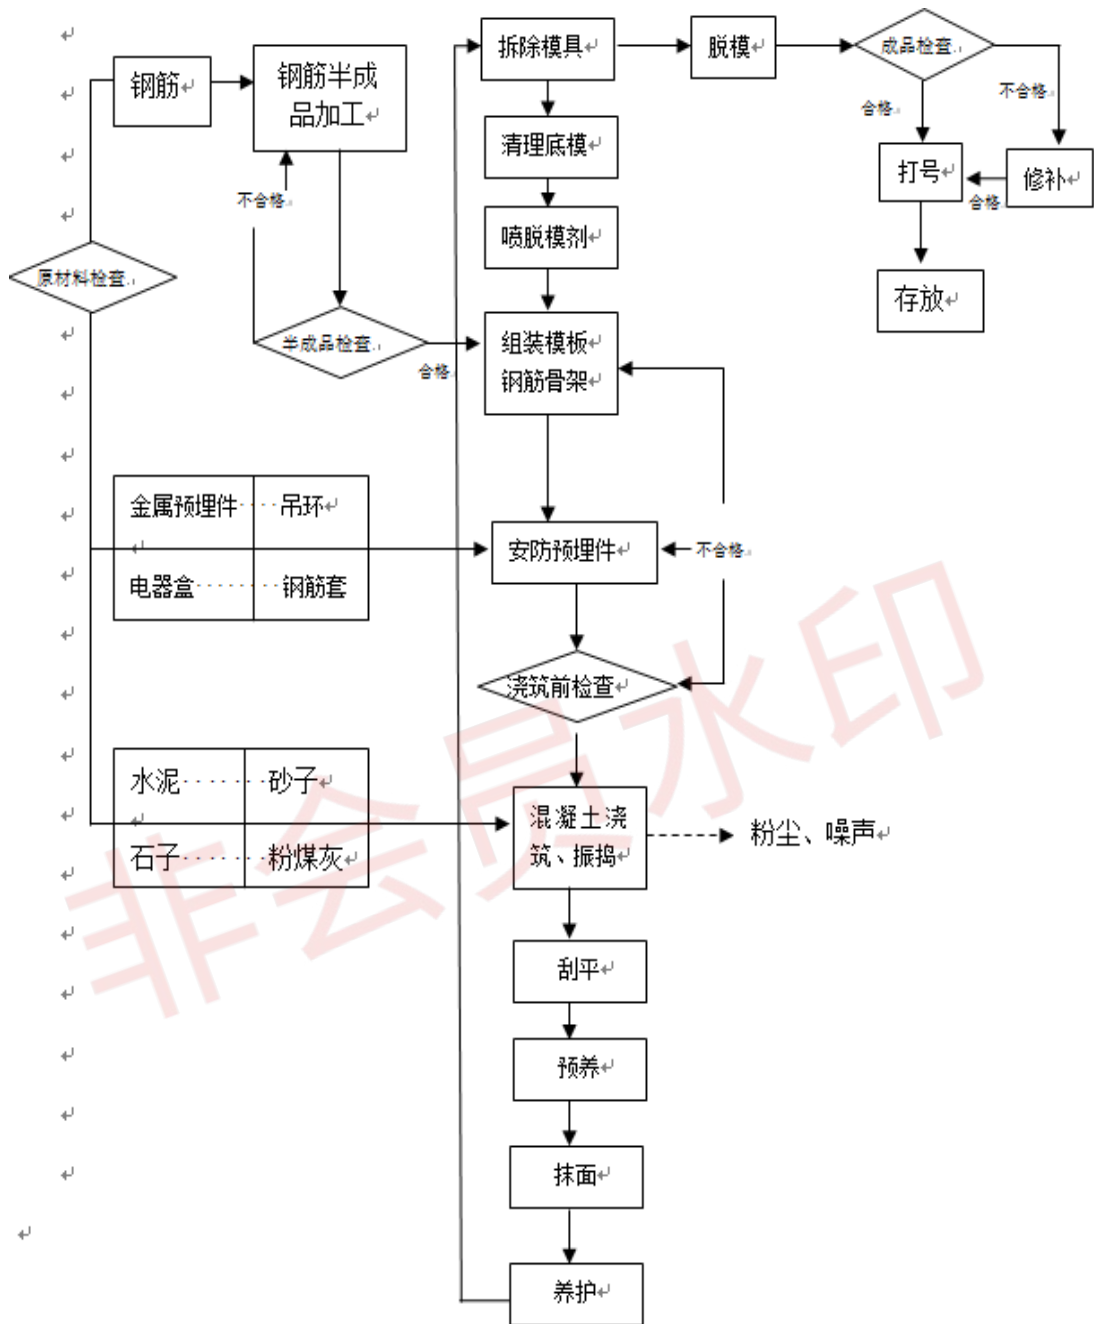 拆除模具
脱模
成品检查
钢筋
钢筋半成
品加工
不合格
合格
清理底模
打号
修补
合格
不合格
喷脱模剂
原材料检查
存放
半成品检查
合格
组装模板
钢筋骨架
金属预埋件
吊环
安防预埋件
不合格
电器盒
钢筋套
浇筑前检查
水泥
砂子
混凝土浇
筑、振捣
粉尘、噪声
石子
粉煤灰
刮平
预养
抹面
养护
非会员水印